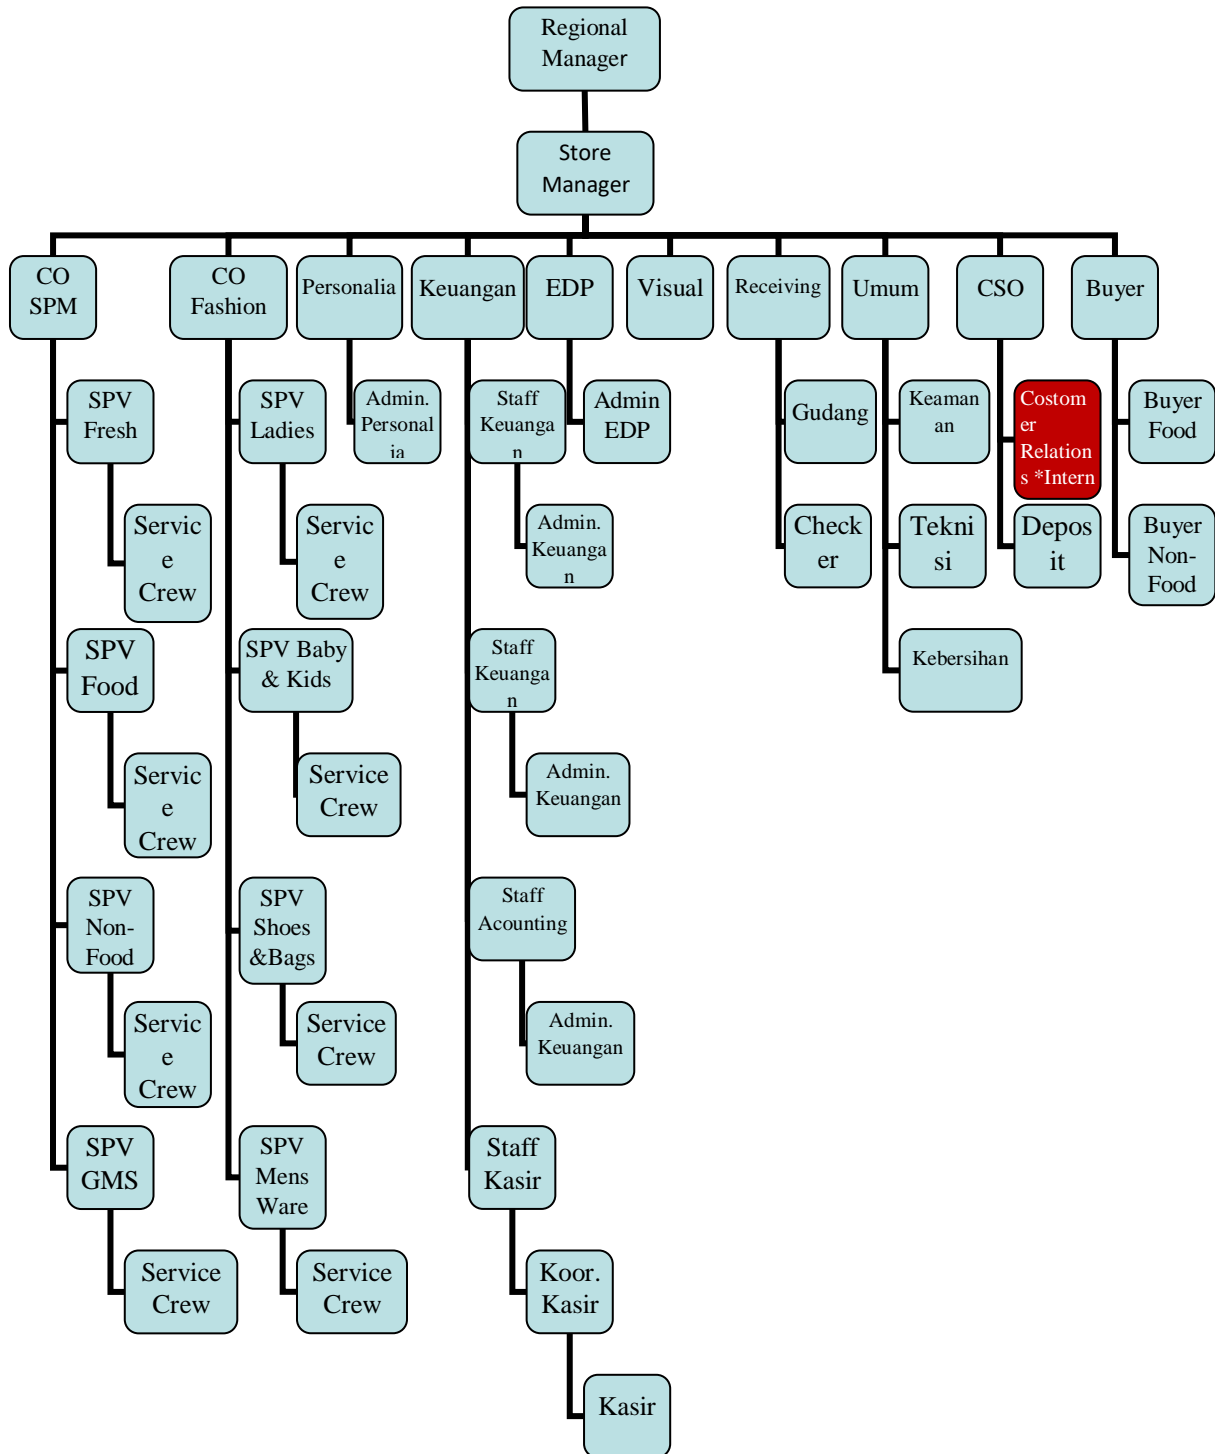 Regional
Manager
Store
Manager
CO
SPM
CO
Fashion
Personalia
Keuangan
EDP
Visual
Receiving
Umum
CSO
Buyer
SPV
Fresh
Servic
e
Crew
SPV
Food
Servic
e
Crew
SPV
Non-
Food
Servic
e
Crew
SPV
GMS
Service
Crew
SPV
Ladies
Servic
e
Crew
SPV Baby
& Kids
Service
Crew
SPV
Shoes
&Bags
Service
Crew
SPV
Mens
Ware
Service
Crew
Admin.
Personal
ia
Staff
Keuanga
n
Admin.
Keuanga
n
Staff
Keuanga
n
Admin.
Keuangan
Staff
Acounting
Admin.
Keuangan
Staff
Kasir
Koor.
Kasir
Kasir
Admin
EDP
Gudang
Check
er
Keaman
an
Tekni
si
Kebersihan
Costom
er
Relation
s *Intern
Depos
it
Buyer
Food
Buyer
Non-
Food